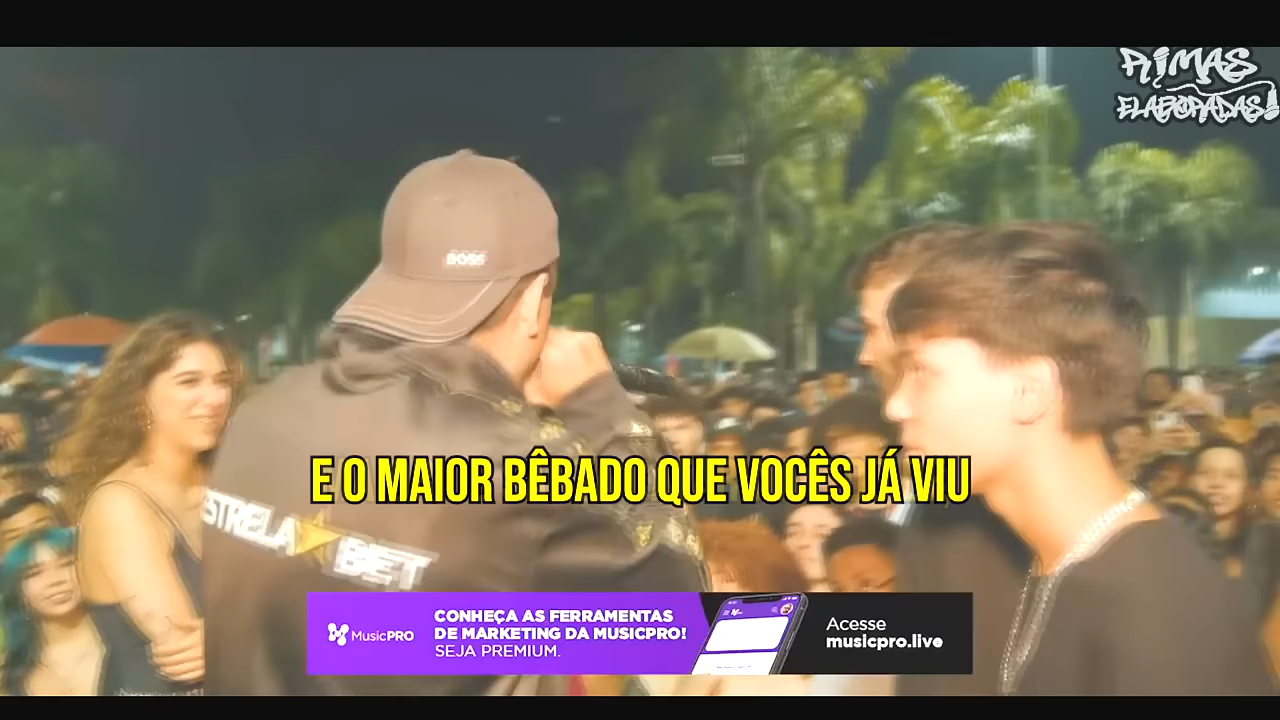 RIMAS
ELABORADAS!
BOSS
E O MAIOR BÊBADO QUE VOCÊS JÁ VIU
STRELA BET
MusicPRO
CONHEÇA AS FERRAMENTAS
DE MARKETING DA MUSICPRO!
SEJA PREMIUM.
Acesse
musicpro.live